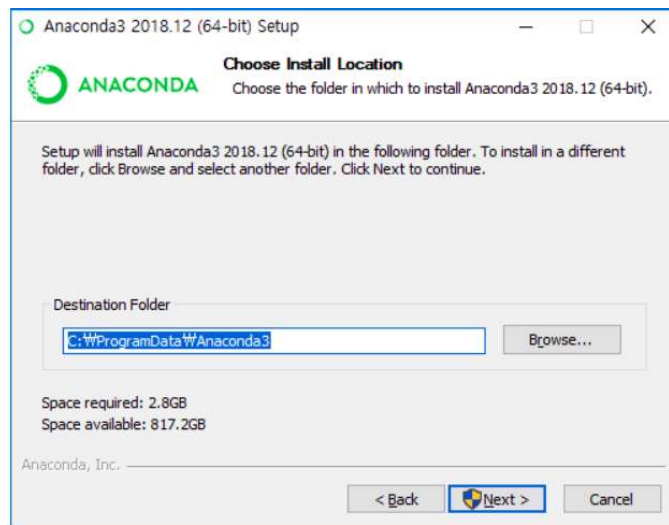 Anaconda3 2018.12 (64-bit) Setup
ANACONDA
Choose Install Location
Choose the folder in which to install Anaconda3 2018.12 (64-bit).
Setup will install Anaconda3 2018.12 (64-bit) in the following folder. To install in a different
folder, click Browse and select another folder. Click Next to continue.
Destination Folder
C:₩ProgramData₩Anaconda3
Browse...
Space required: 2.8GB
Space available: 817.2GB
Anaconda, Inc.
< Back
Next >
Cancel